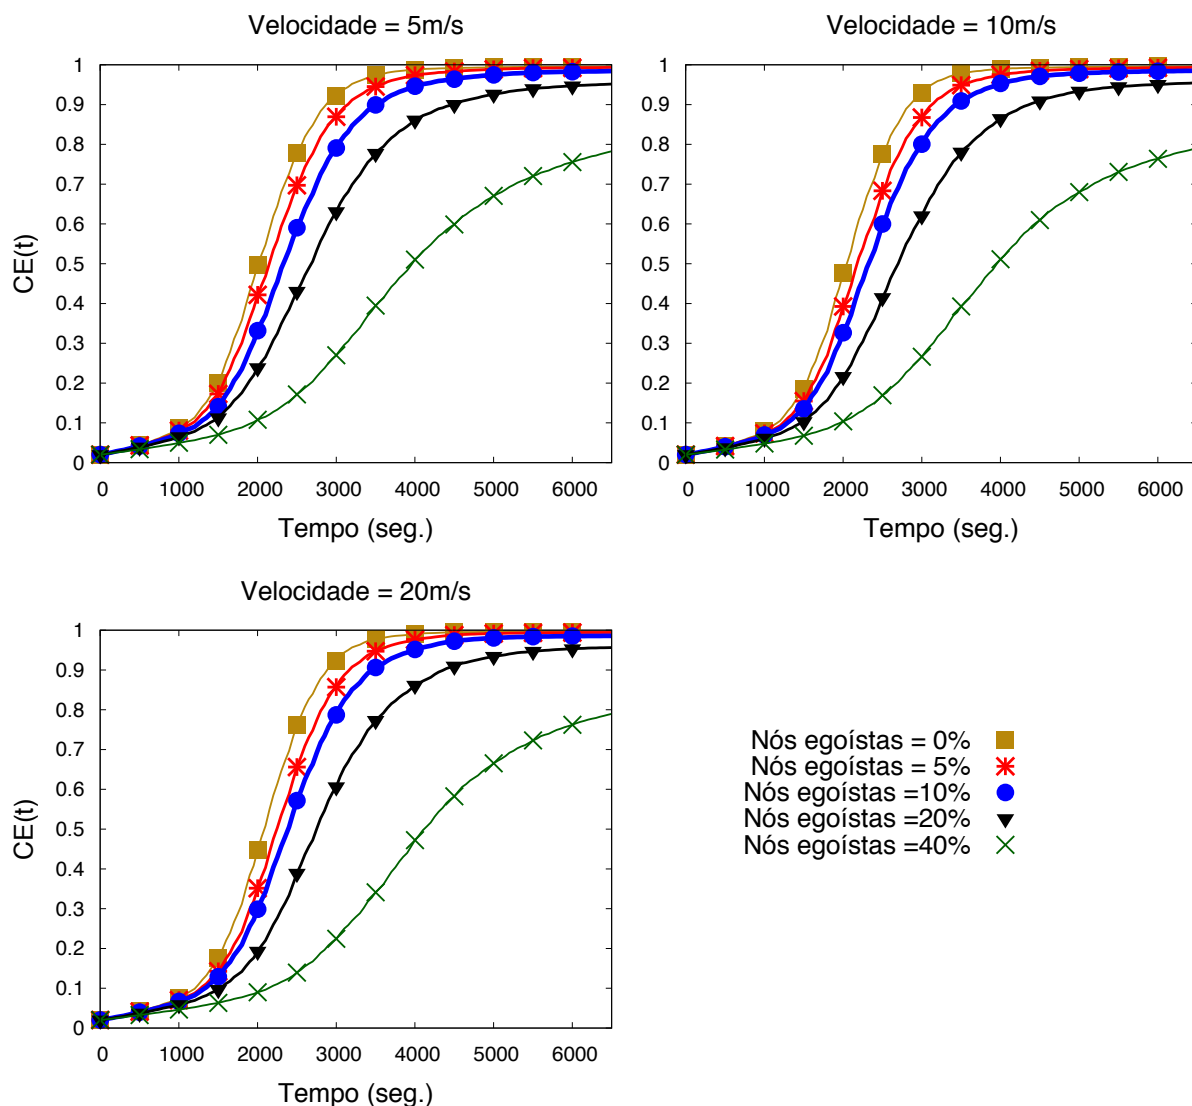 Velocidade = 5m/s
CE(t)
1
0.9
0.8
0.7
0.6
0.5
0.4
0.3
0.2
0.1
0
0 1000 2000 3000 4000 5000 6000
Tempo (seg.)
Velocidade = 10m/s
1
0.9
0.8
0.7
0.6
0.5
0.4
0.3
0.2
0.1
0
0 1000 2000 3000 4000 5000 6000
Tempo (seg.)
Velocidade = 20m/s
CE(t)
1
0.9
0.8
0.7
0.6
0.5
0.4
0.3
0.2
0.1
0
0 1000 2000 3000 4000 5000 6000
Tempo (seg.)
Nós egoístas = 0%
Nós egoístas = 5%
Nós egoístas =10%
Nós egoístas =20%
Nós egoístas =40%